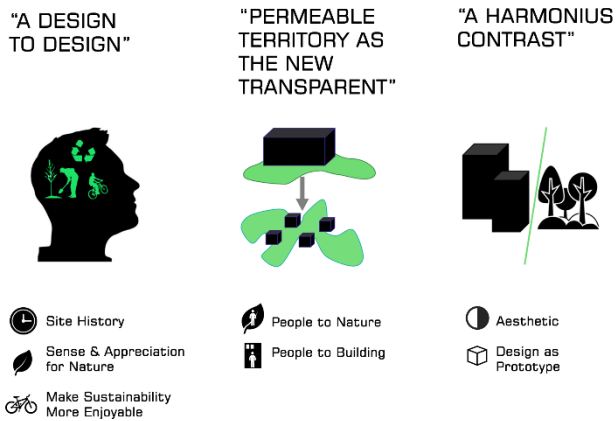 “A DESIGN
TO DESIGN”
“PERMEABLE
TERRITORY AS
THE NEW
TRANSPARENT”
“A HARMONIUS
CONTRAST”
Site History
Sense & Appreciation
for Nature
Make Sustainability
More Enjoyable
People to Nature
People to Building
Aesthetic
Design as
Prototype